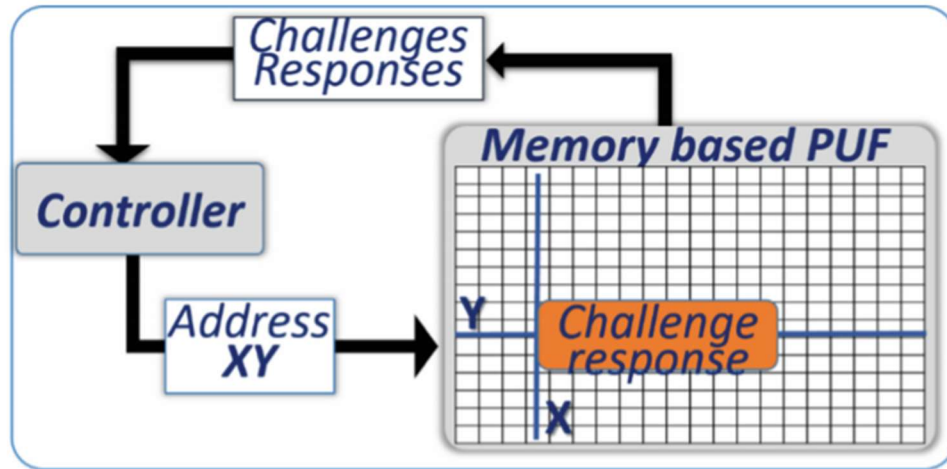 Challenges
Responses
Memory based PUF
Controller
Address
XY
Y
Challenge
response
X